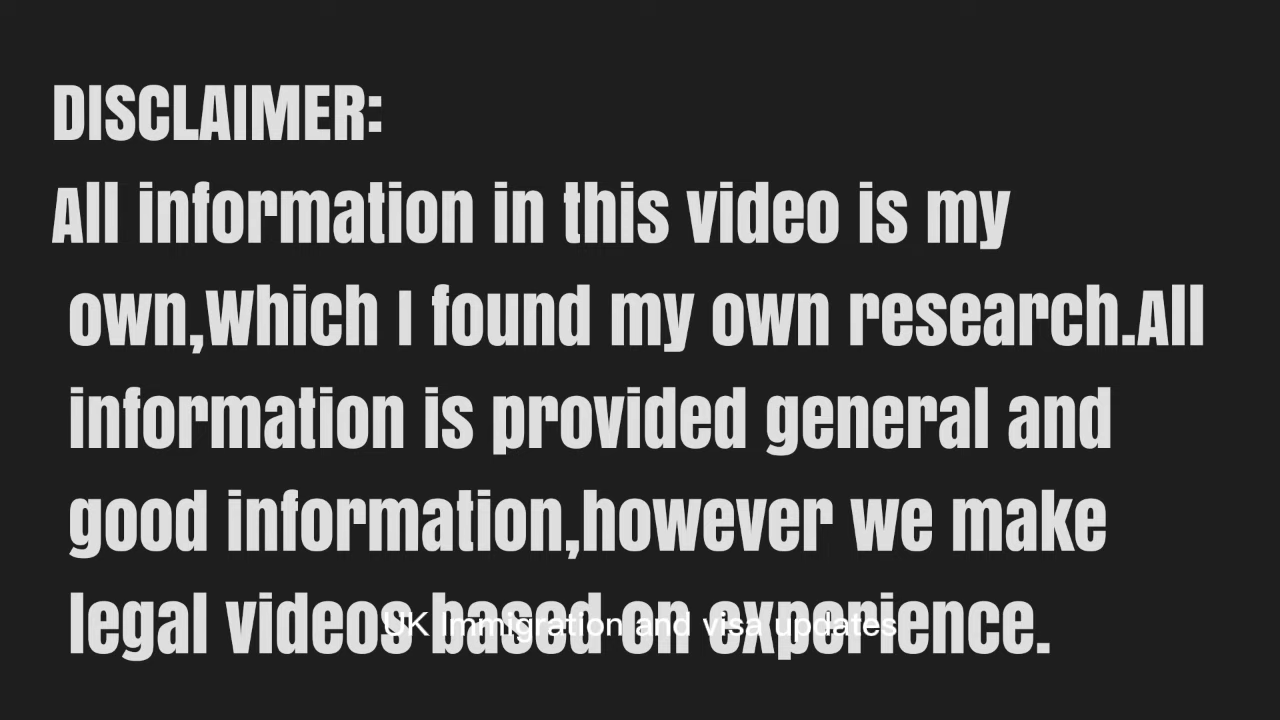 DISCLAIMER:
All information in this video is my
own,Which I found my own research.All
information is provided general and
good information,however we make
legal videos based on experience.
UK Immigration and visa updates